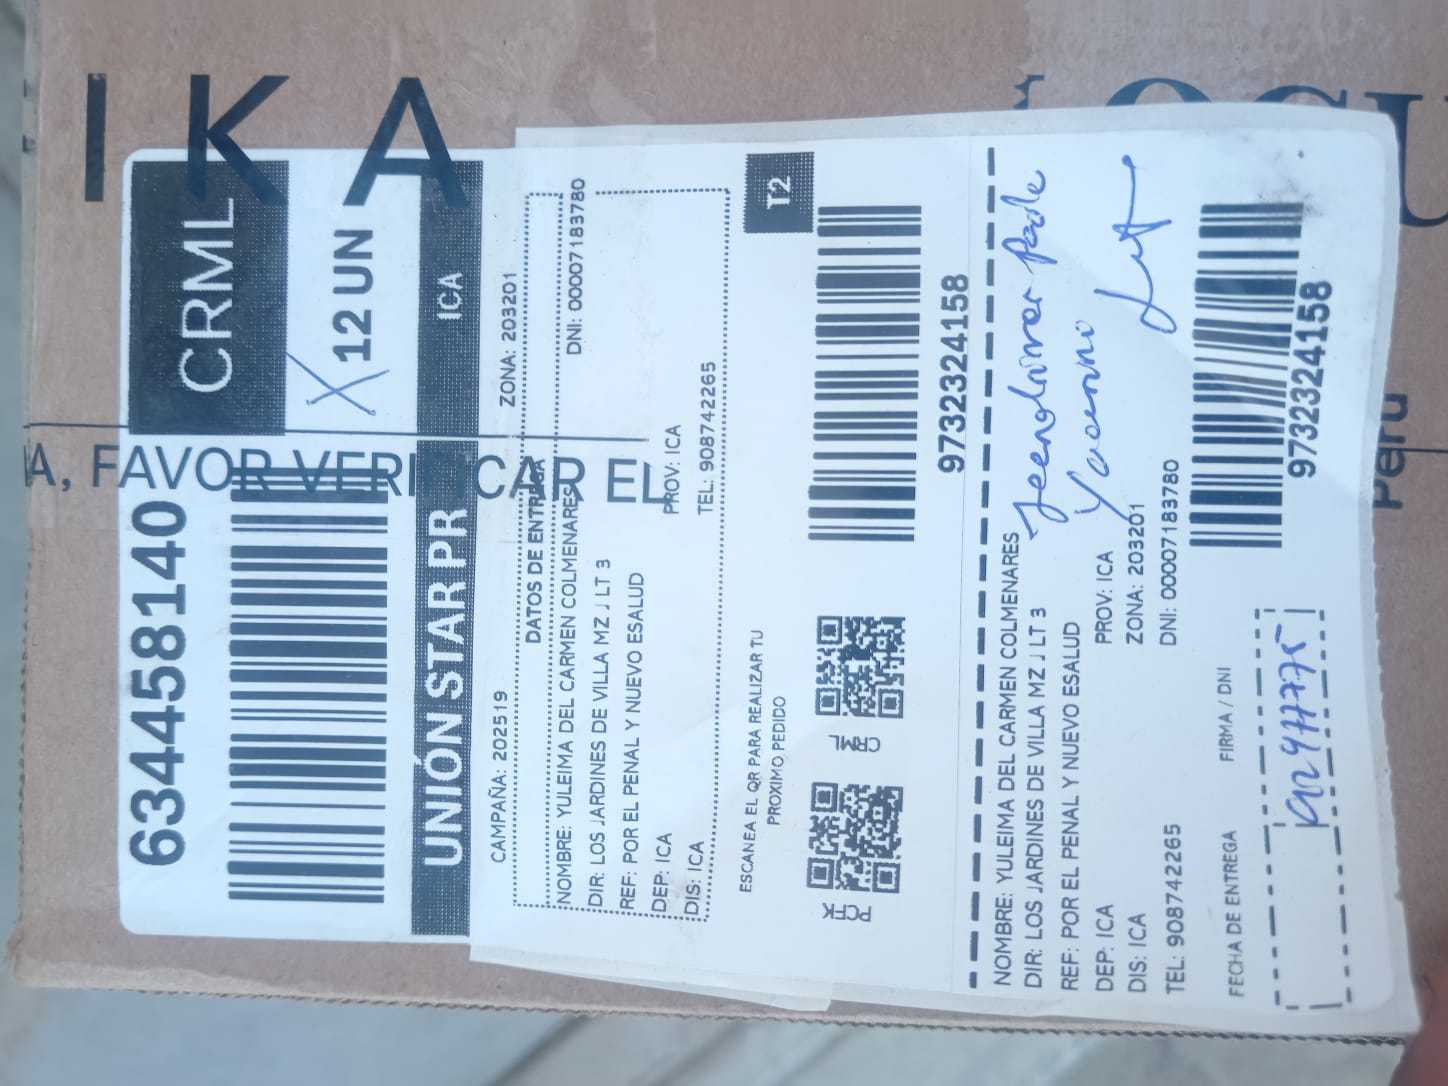 IKA
LOGU
A, FAVOR VERIFICAR EL
Perú
6344458140
CRML
X 12 UN
UNIÓN STAR PR ICA
CAMPAÑA: 202519 ZONA: 203201
DATOS DE ENTREGA
NOMBRE: YULEIMA DEL CARMEN COLMENARES DNI: 00007183780
DIR: LOS JARDINES DE VILLA MZ J LT 3
REF: POR EL PENAL Y NUEVO ESALUD
DEP: ICA PROV: ICA
DIS: ICA TEL: 908742265
ESCANEA EL QR PARA REALIZAR TU
PROXIMO PEDIDO
T2
PCFK
CRML
9732324158
NOMBRE: YULEIMA DEL CARMEN COLMENARES
DIR: LOS JARDINES DE VILLA MZ J LT 3
REF: POR EL PENAL Y NUEVO ESALUD
DEP: ICA PROV: ICA
DIS: ICA ZONA: 203201
TEL: 908742265 DNI: 00007183780
FECHA DE ENTREGA FIRMA / DNI
9732324158